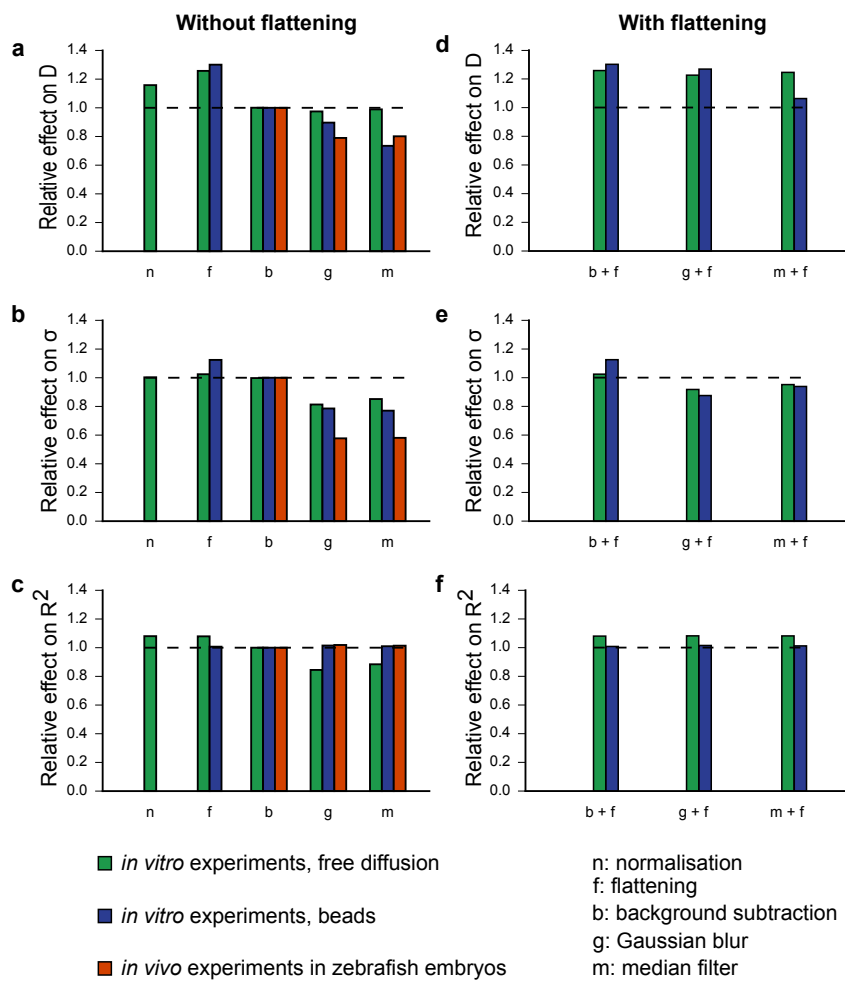 Without flattening
With flattening
a
Relative effect on D
1.4
1.2
1.0
0.8
0.6
0.4
0.2
0.0
n f b g m
d
Relative effect on D
1.4
1.2
1.0
0.8
0.6
0.4
0.2
0.0
b + f g + f m + f
b
Relative effect on σ
1.4
1.2
1.0
0.8
0.6
0.4
0.2
0.0
n f b g m
e
Relative effect on σ
1.4
1.2
1.0
0.8
0.6
0.4
0.2
0.0
b + f g + f m + f
c
Relative effect on R²
1.4
1.2
1.0
0.8
0.6
0.4
0.2
0.0
n f b g m
f
Relative effect on R²
1.4
1.2
1.0
0.8
0.6
0.4
0.2
0.0
b + f g + f m + f
in vitro experiments, free diffusion
in vitro experiments, beads
in vivo experiments in zebrafish embryos
n: normalisation
f: flattening
b: background subtraction
g: Gaussian blur
m: median filter